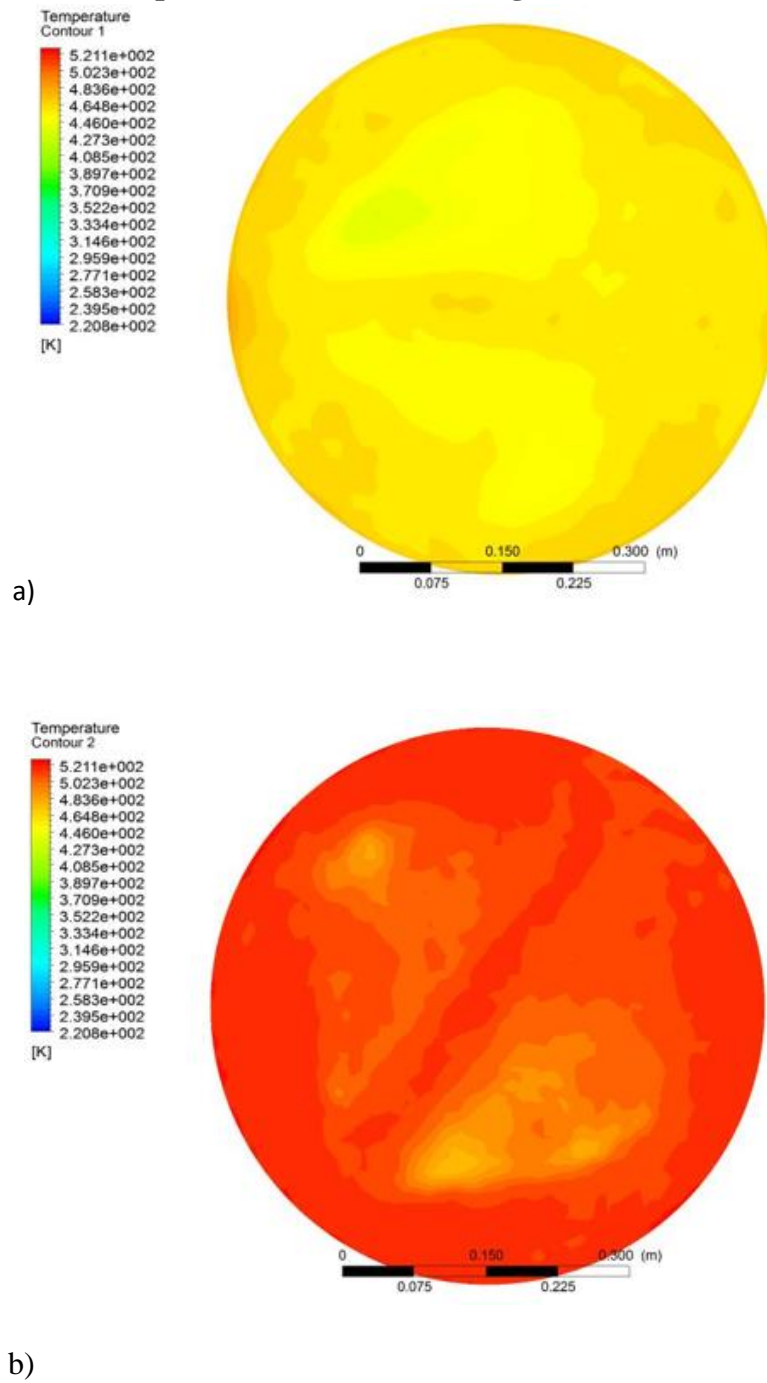 Temperature
Contour 1
5.211e+002
5.023e+002
4.836e+002
4.648e+002
4.460e+002
4.273e+002
4.085e+002
3.897e+002
3.709e+002
3.522e+002
3.334e+002
3.146e+002
2.959e+002
2.771e+002
2.583e+002
2.395e+002
2.208e+002
[K]
0 0.150 0.300 (m)
0.075 0.225
a)
Temperature
Contour 2
5.211e+002
5.023e+002
4.836e+002
4.648e+002
4.460e+002
4.273e+002
4.085e+002
3.897e+002
3.709e+002
3.522e+002
3.334e+002
3.146e+002
2.959e+002
2.771e+002
2.583e+002
2.395e+002
2.208e+002
[K]
0 0.150 0.300 (m)
0.075 0.225
b)